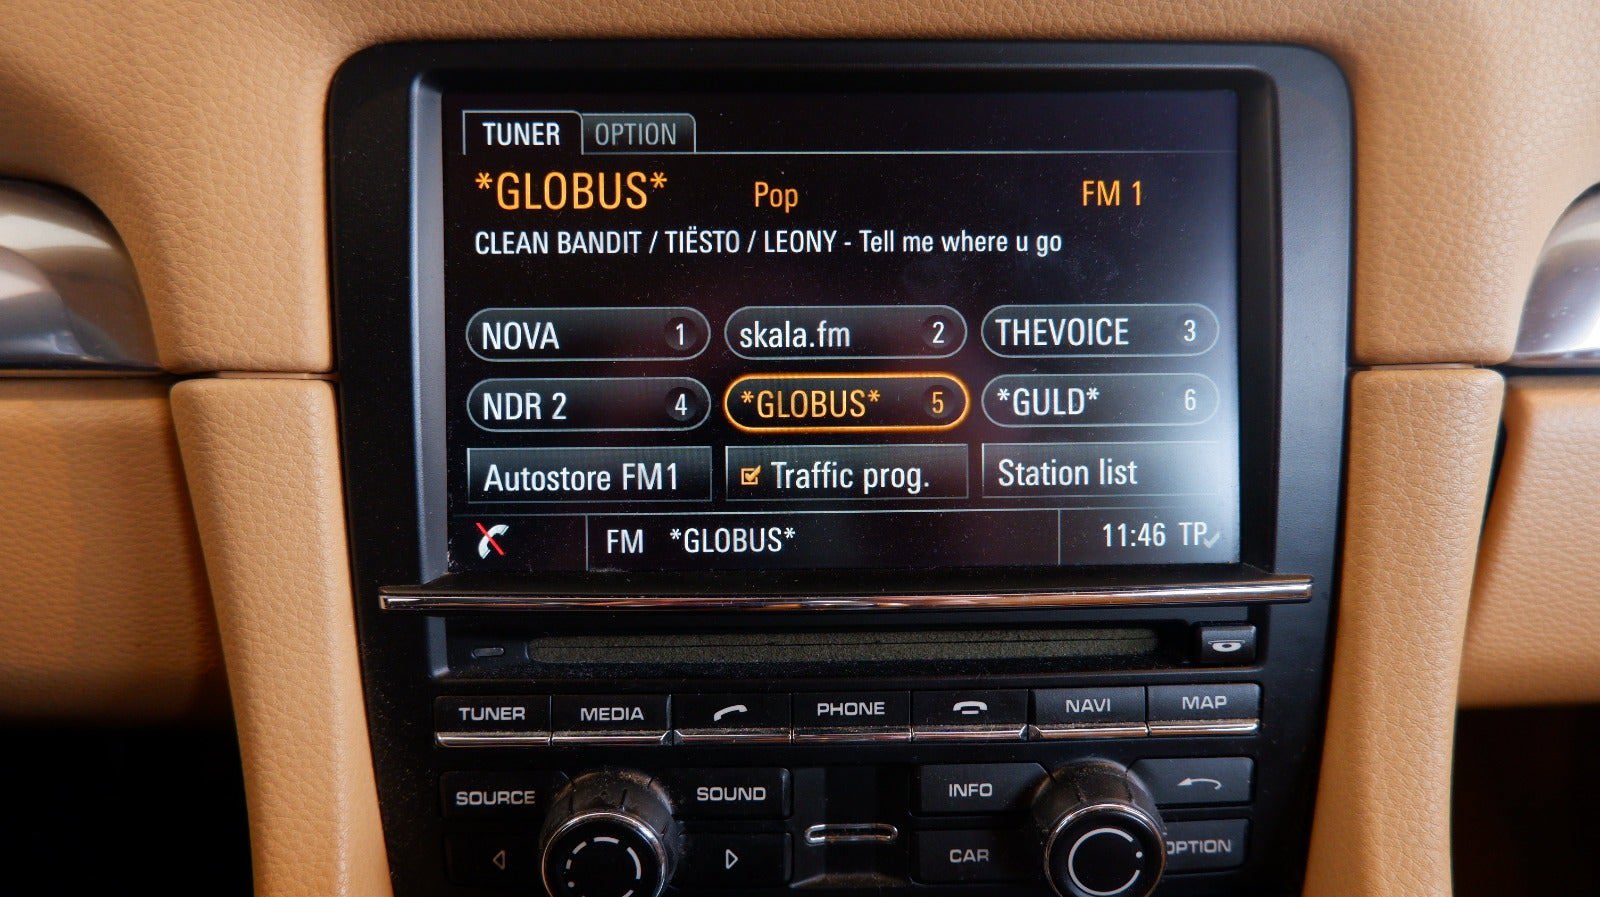 TUNER OPTION
*GLOBUS* Pop FM 1
CLEAN BANDIT / TIËSTO / LEONY - Tell me where u go
NOVA 1 skala.fm 2 THEVOICE 3
NDR 2 4 *GLOBUS* 5 *GULD* 6
Autostore FM1 Traffic prog. Station list
FM *GLOBUS* 11:46 TP
TUNER MEDIA PHONE NAVI MAP
SOURCE SOUND INFO
CAR OPTION